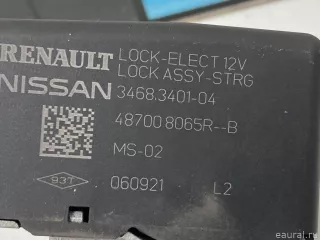 RENAULT LOCK-ELECT 12V
NISSAN LOCK ASSY-STRG
3468.3401-04
48700 8065R--B
MS-02
060921 L2
eaural.ru